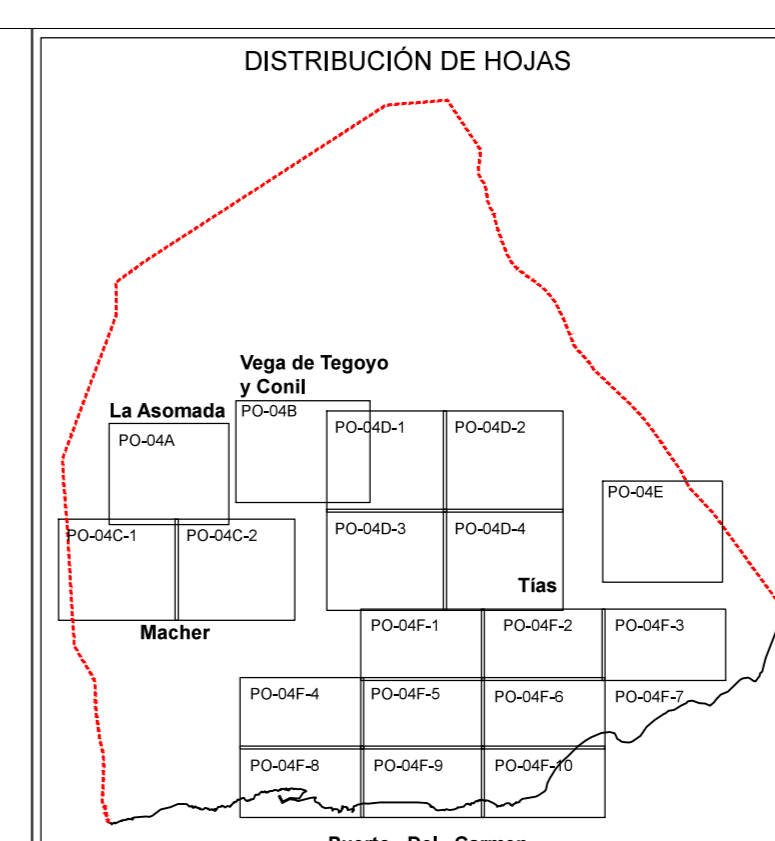 DISTRIBUCIÓN DE HOJAS
Vega de Tegoyo
y Conil
La Asomada
PO-04B
PO-04A
PO-04D-1
PO-04D-2
PO-04E
PO-04C-1
PO-04C-2
PO-04D-3
PO-04D-4
Tías
Macher
PO-04F-1
PO-04F-2
PO-04F-3
PO-04F-4
PO-04F-5
PO-04F-6
PO-04F-7
PO-04F-8
PO-04F-9
PO-04F-10
Puerto Del Carmen